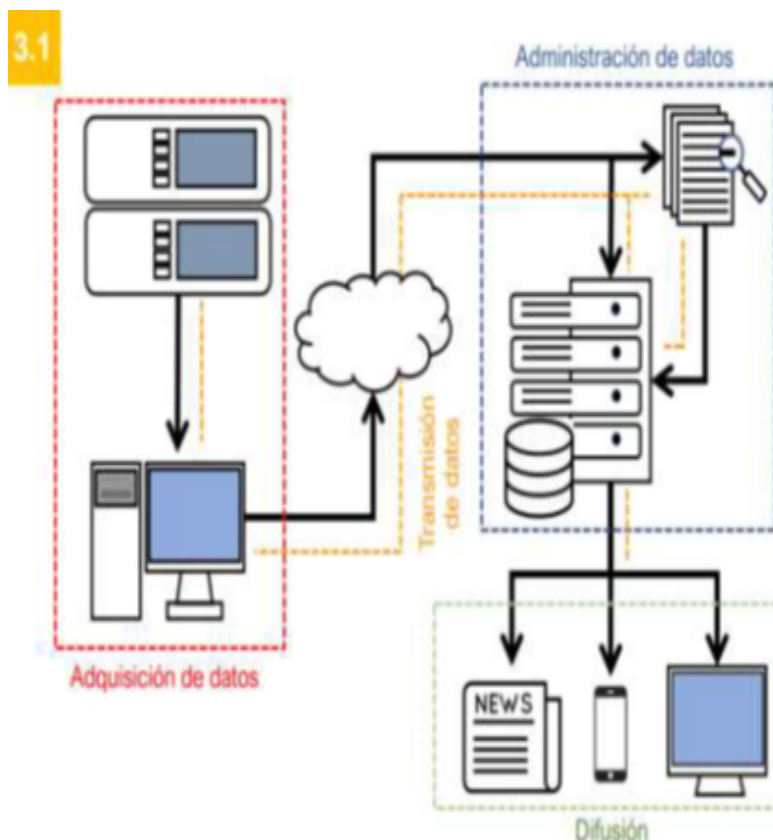 3.1
Administración de datos
Transmisión
de datos
Adquisición de datos
NEWS
Difusión